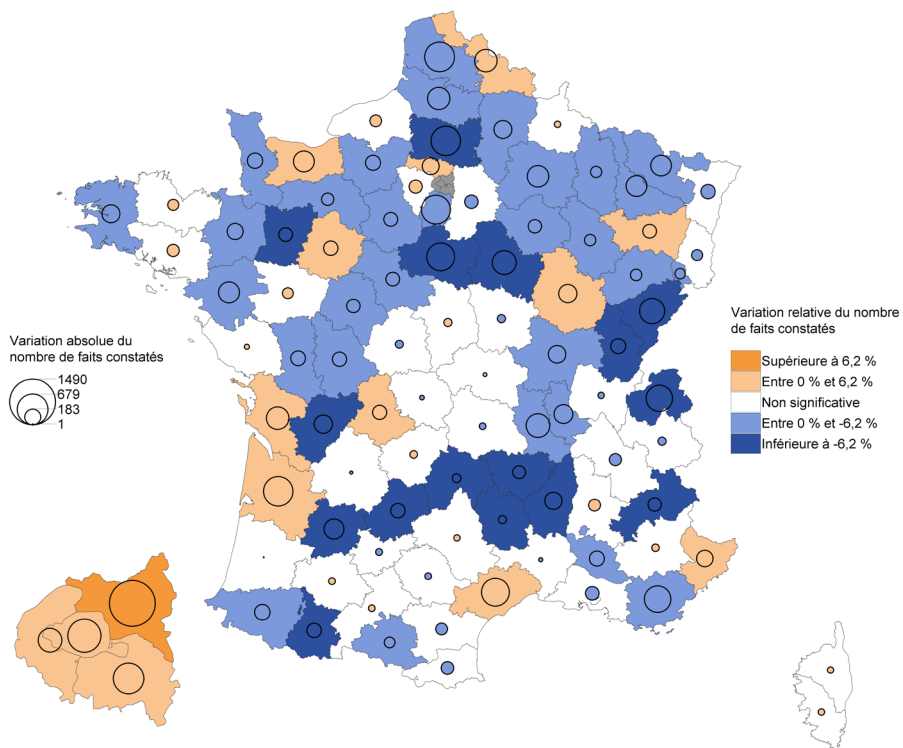 Variation absolue du
nombre de faits constatés
1490
679
183
1
Variation relative du nombre
de faits constatés
Supérieure à 6,2 %
Entre 0 % et 6,2 %
Non significative
Entre 0 % et -6,2 %
Inférieure à -6,2 %